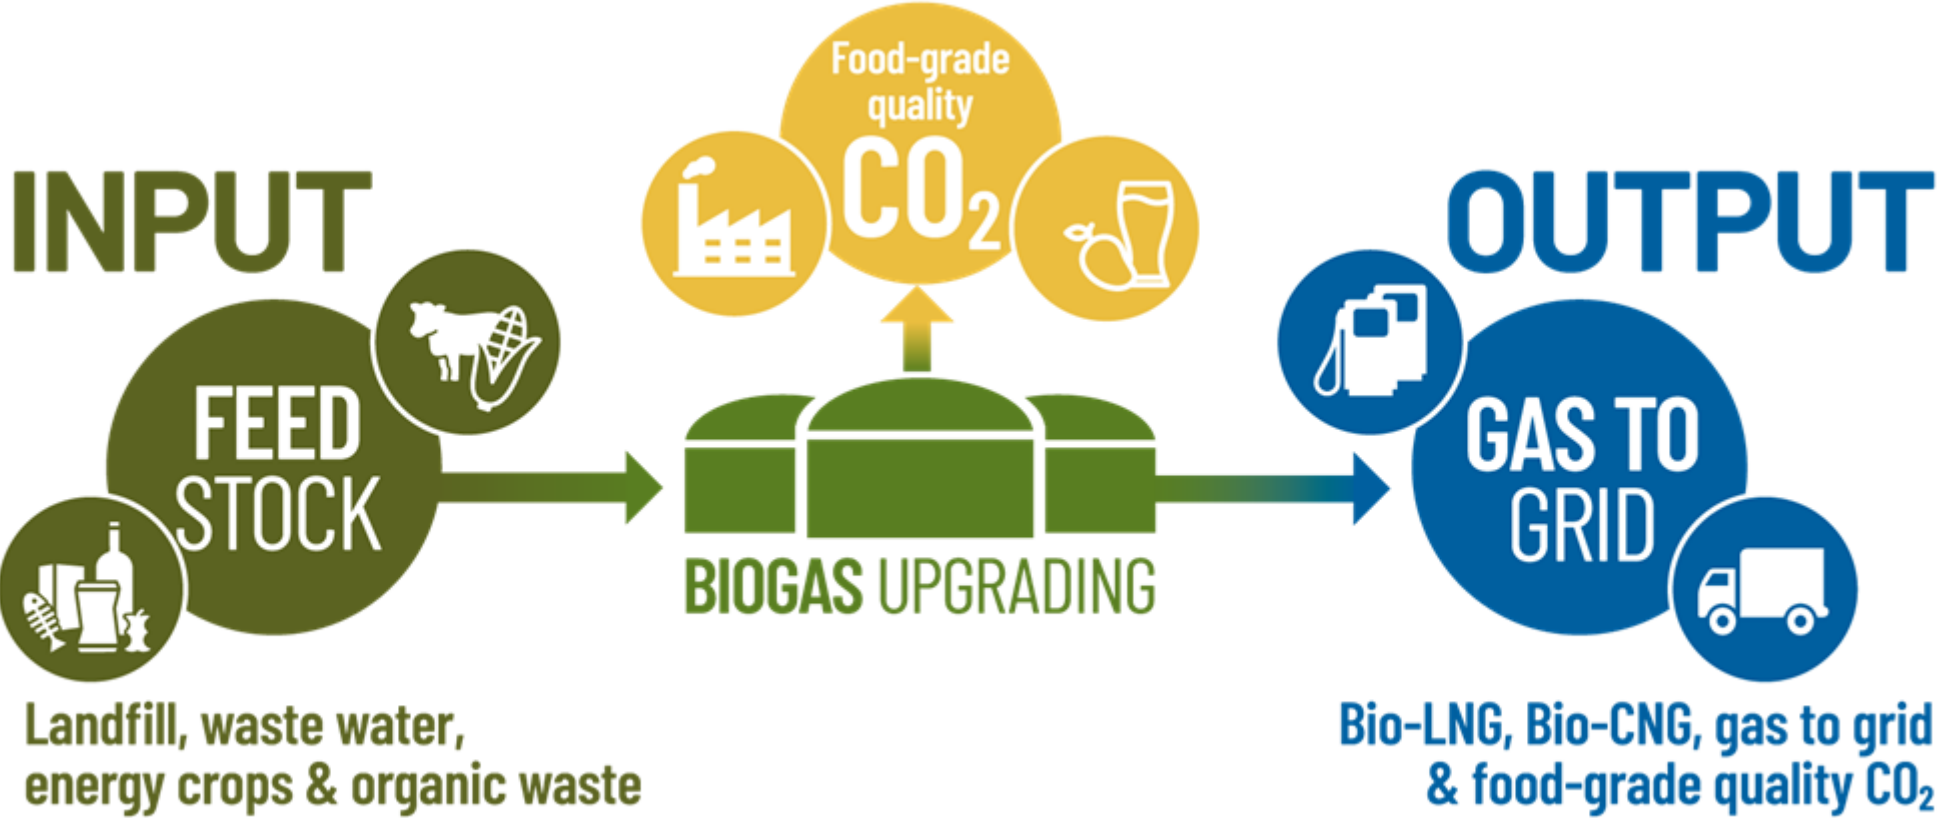 INPUT
FEED
STOCK
Landfill, waste water,
energy crops & organic waste
Food-grade
quality
CO₂
BIOGAS UPGRADING
OUTPUT
GAS TO
GRID
Bio-LNG, Bio-CNG, gas to grid
& food-grade quality CO₂